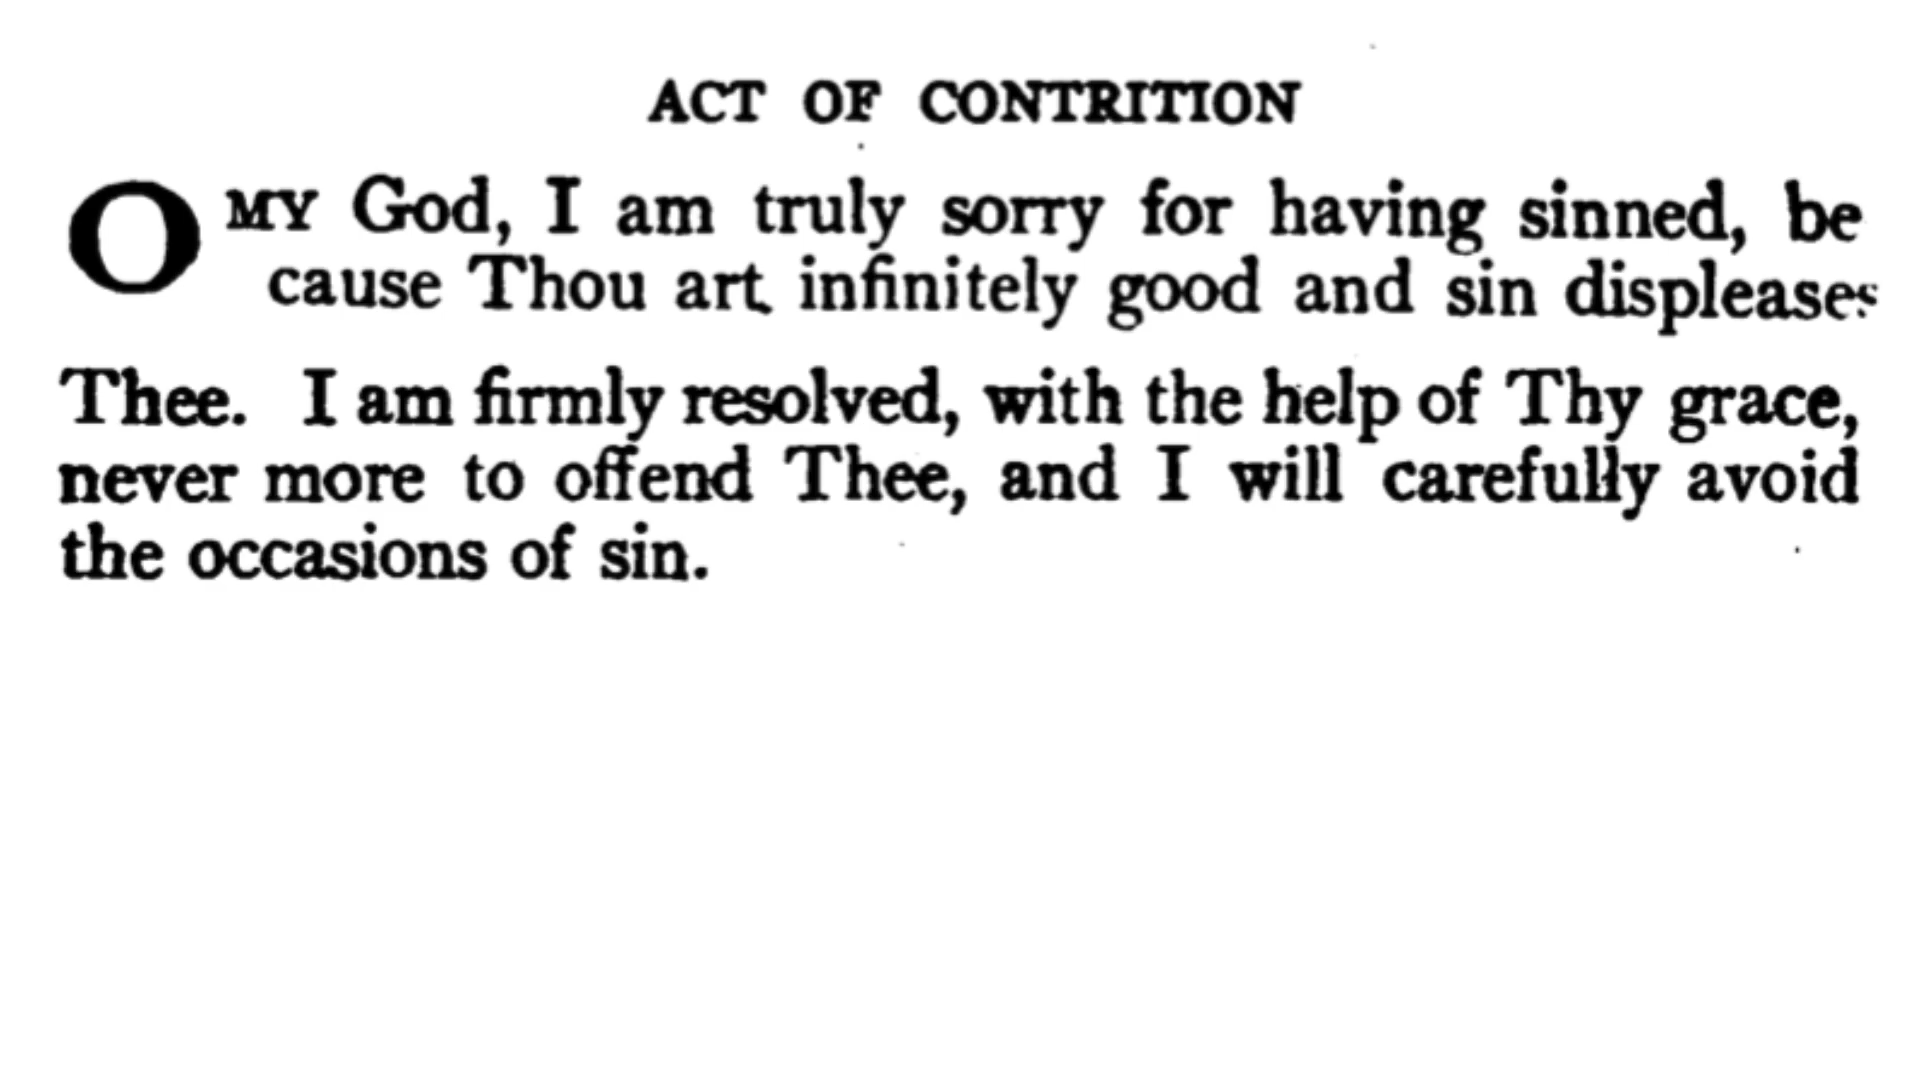 ACT OF CONTRITION
O MY God, I am truly sorry for having sinned, be
cause Thou art infinitely good and sin displeases
Thee. I am firmly resolved, with the help of Thy grace,
never more to offend Thee, and I will carefully avoid
the occasions of sin.